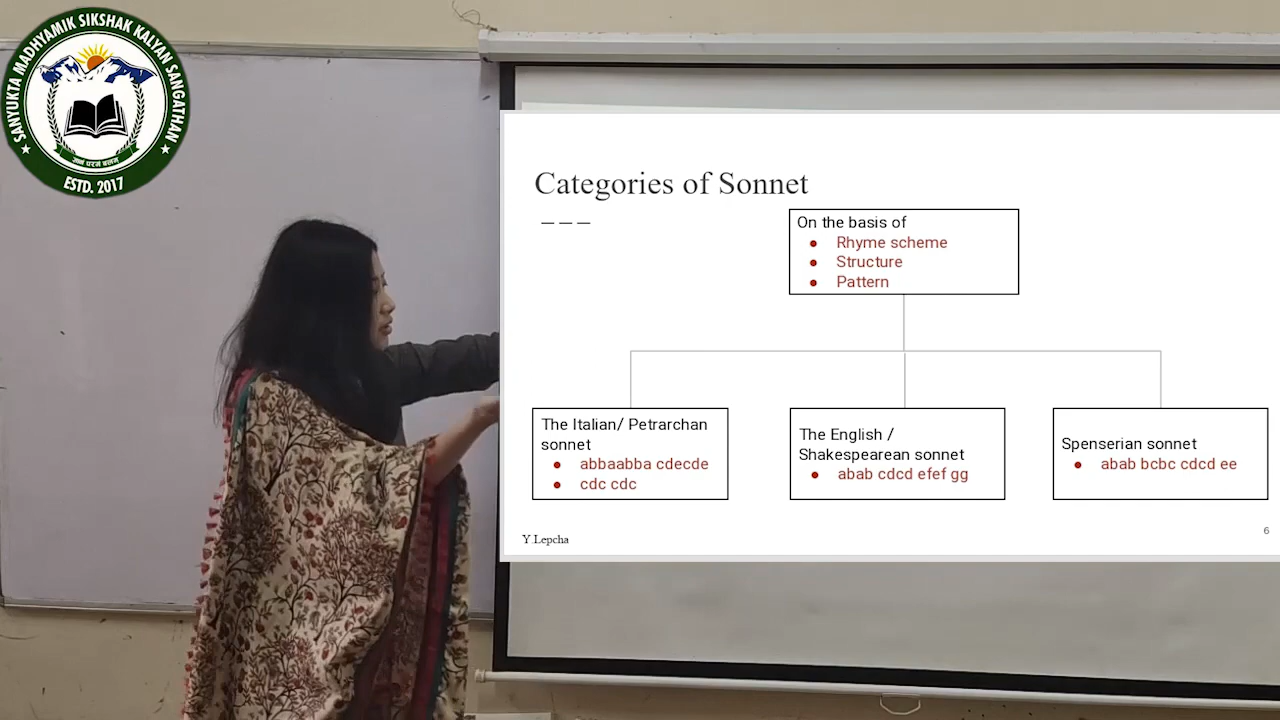 SANYUKTA MADHYAMIK SIKSHAK KALYAN SANGATHAN
ज्ञानं परमं बलम्
ESTD. 2017
Categories of Sonnet
On the basis of
● Rhyme scheme
● Structure
● Pattern
The Italian/ Petrarchan
sonnet
● abbaabba cdecde
● cdc cdc
The English /
Shakespearean sonnet
● abab cdcd efef gg
Spenserian sonnet
● abab bcbc cdcd ee
Y.Lepcha
6